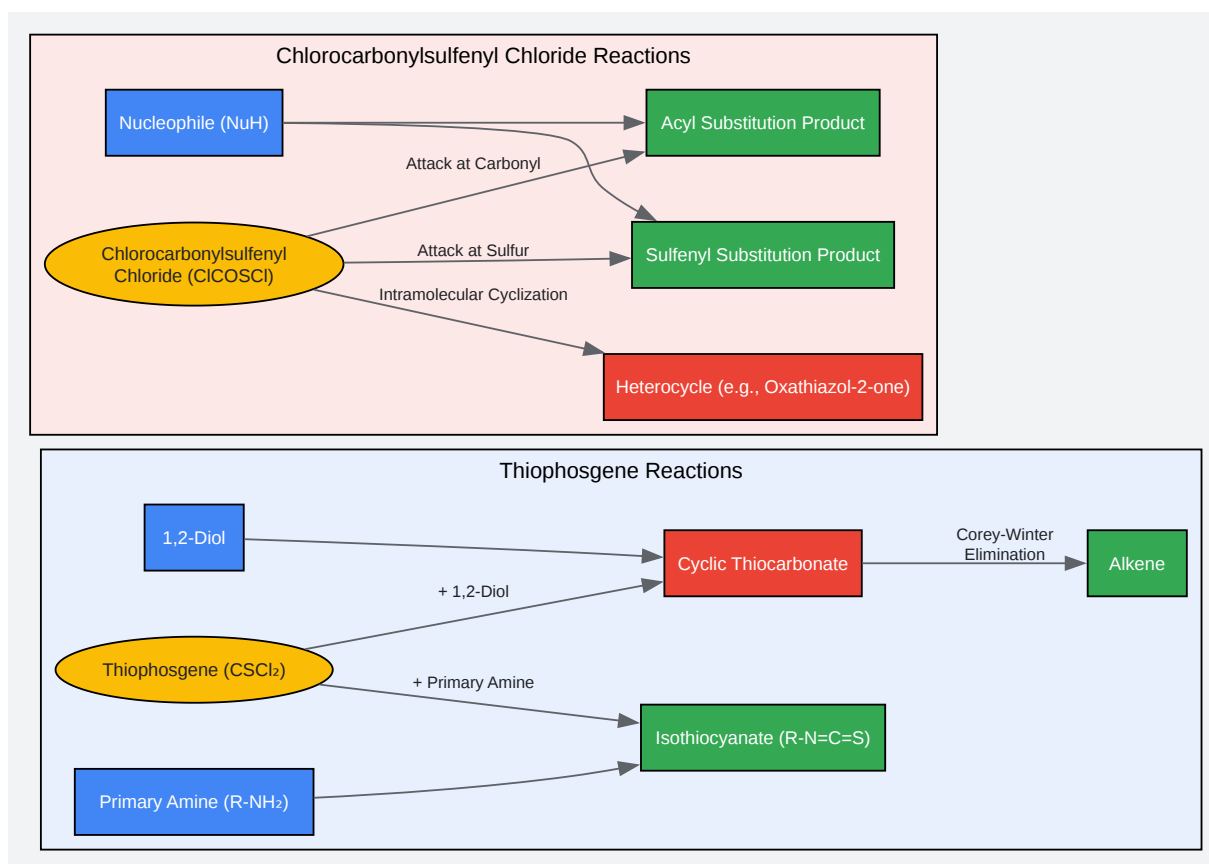 Chlorocarbonylsulfenyl Chloride Reactions
Nucleophile (NuH)
Acyl Substitution Product
Attack at Carbonyl
Chlorocarbonylsulfenyl
Chloride (ClCOSCl)
Attack at Sulfur
Sulfenyl Substitution Product
Intramolecular Cyclization
Heterocycle (e.g., Oxathiazol-2-one)
Thiophosgene Reactions
1,2-Diol
Cyclic Thiocarbonate
Corey-Winter
Elimination
Alkene
+ 1,2-Diol
Thiophosgene (CSCl₂)
+ Primary Amine
Isothiocyanate (R-N=C=S)
Primary Amine (R-NH₂)